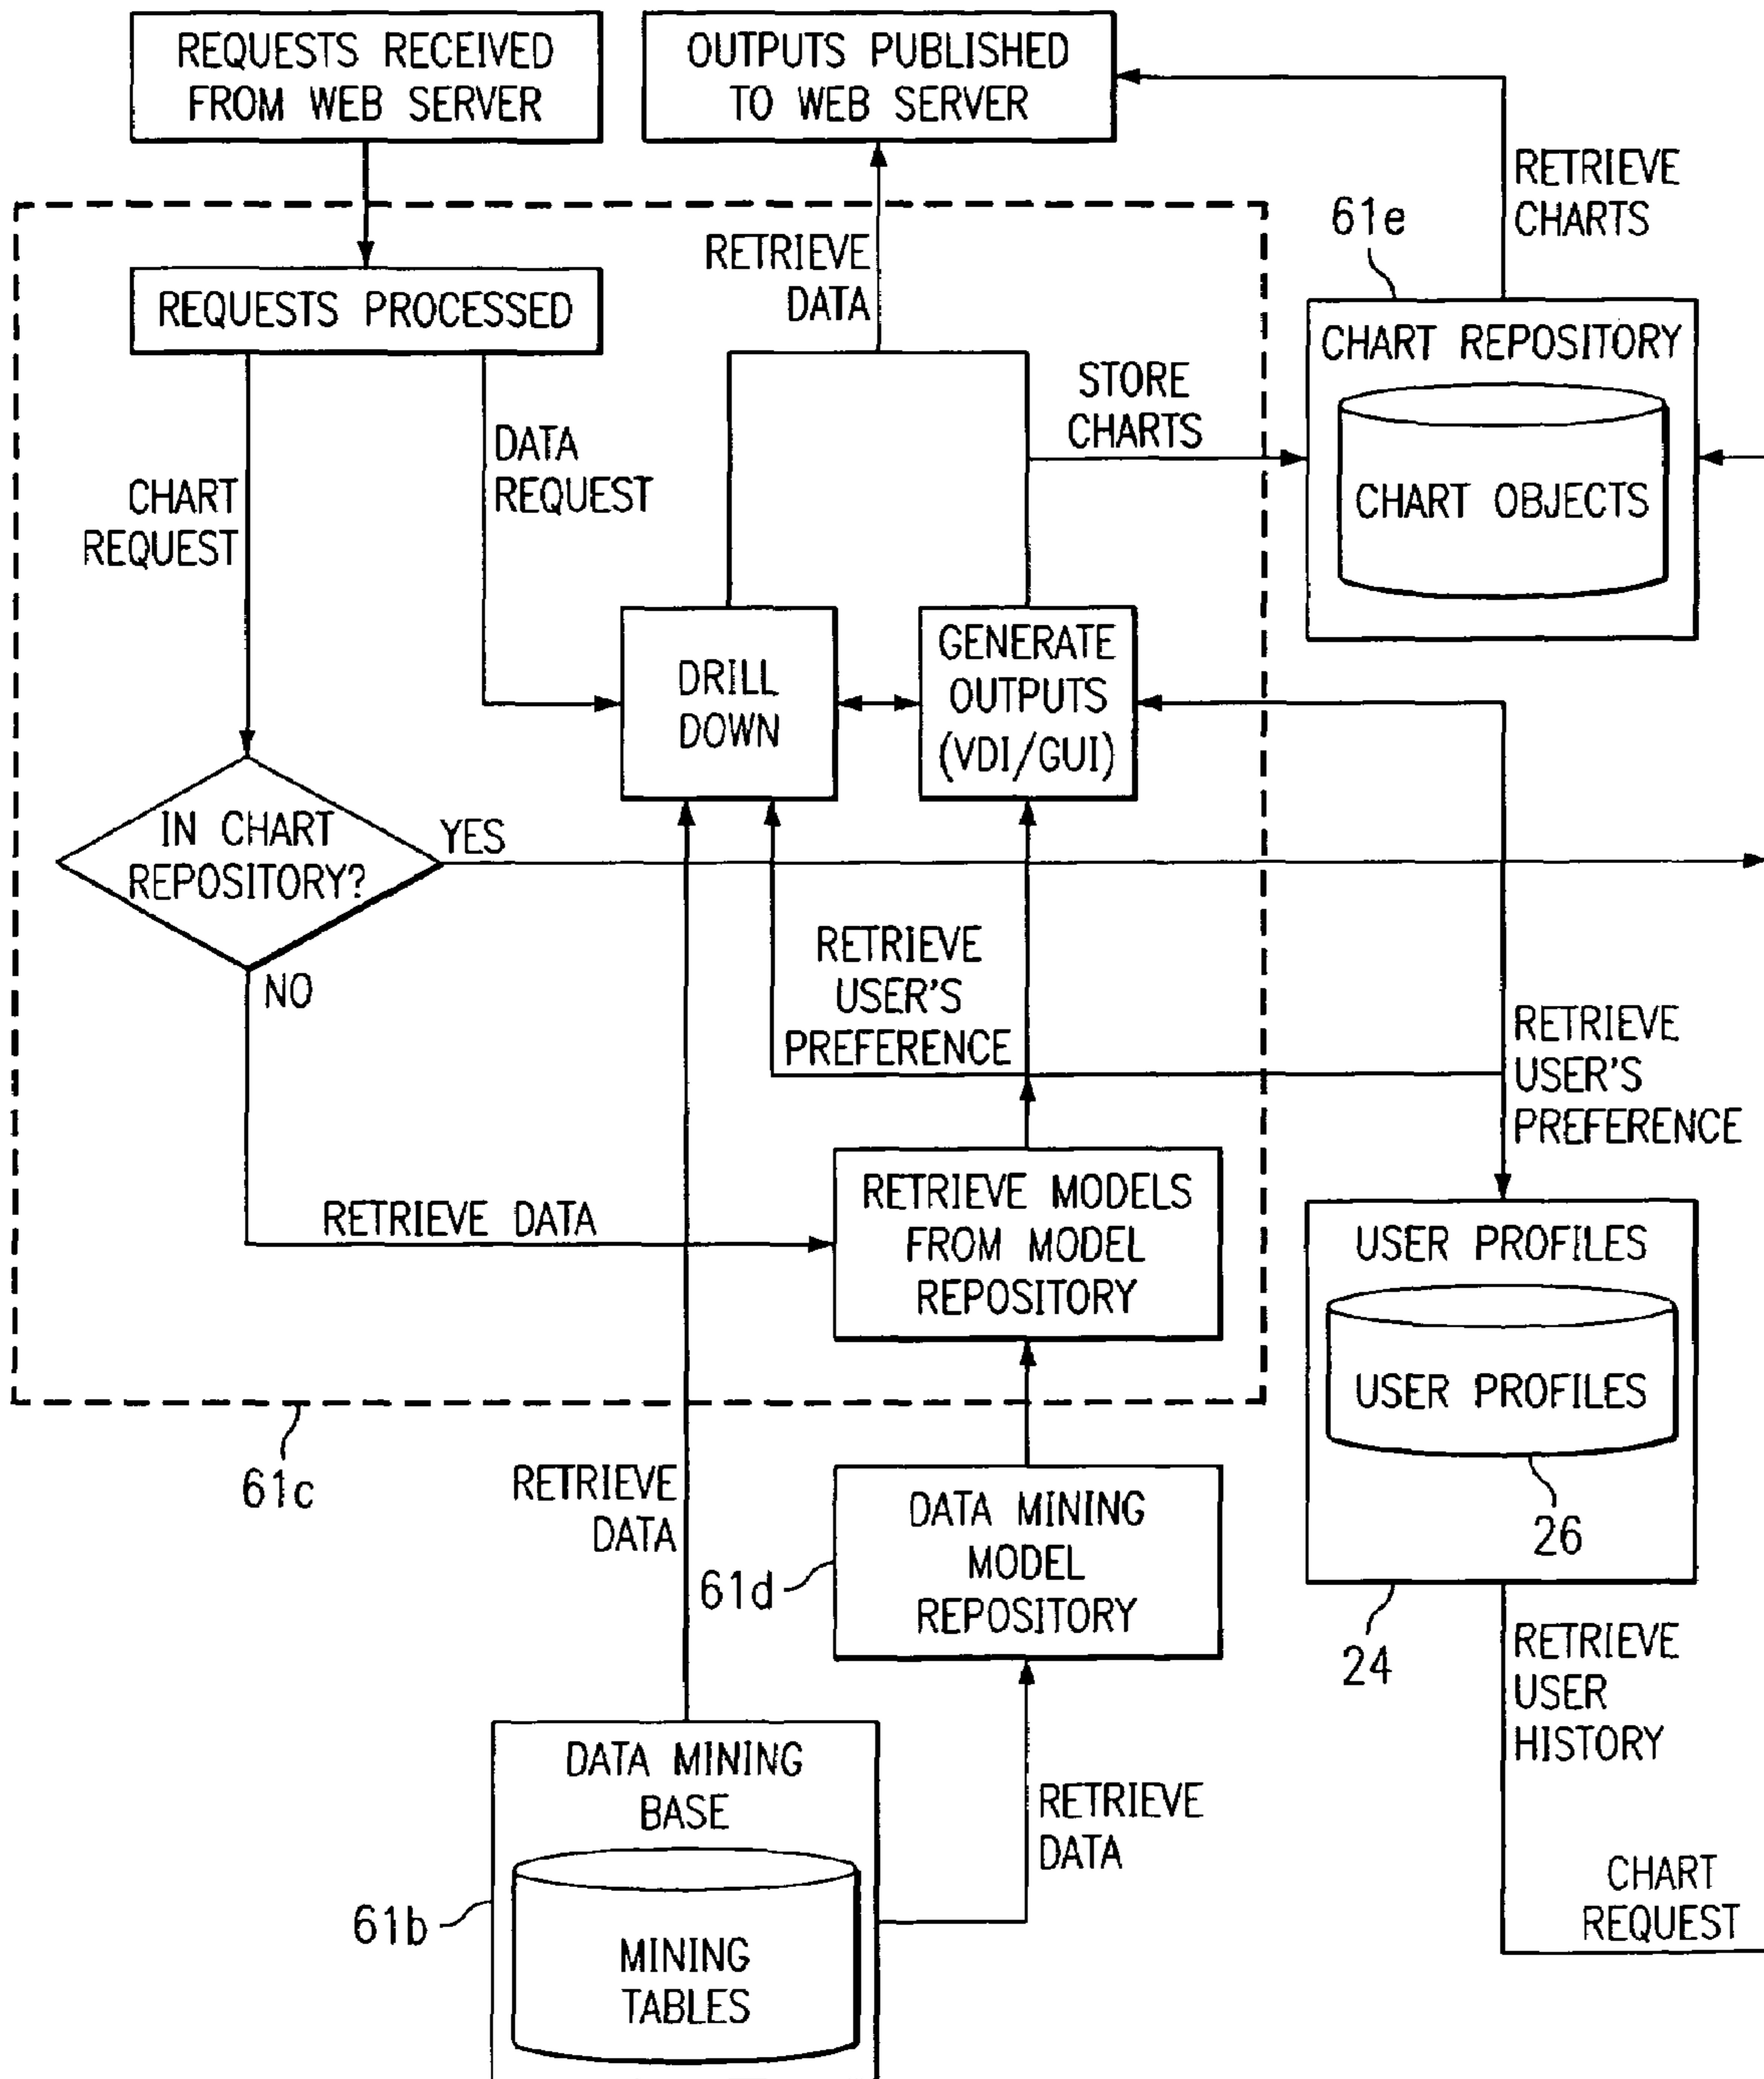 REQUESTS RECEIVED
FROM WEB SERVER
OUTPUTS PUBLISHED
TO WEB SERVER
RETRIEVE
CHARTS
61e
RETRIEVE
DATA
REQUESTS PROCESSED
CHART REPOSITORY
CHART OBJECTS
STORE
CHARTS
DATA
REQUEST
CHART
REQUEST
DRILL
DOWN
GENERATE
OUTPUTS
(VDI/GUI)
IN CHART
REPOSITORY?
YES
NO
RETRIEVE
USER'S
PREFERENCE
RETRIEVE
USER'S
PREFERENCE
RETRIEVE DATA
RETRIEVE MODELS
FROM MODEL
REPOSITORY
USER PROFILES
USER PROFILES
26
24
61c
RETRIEVE
DATA
DATA MINING
MODEL
REPOSITORY
61d
RETRIEVE
USER
HISTORY
DATA MINING
BASE
MINING
TABLES
61b
RETRIEVE
DATA
CHART
REQUEST